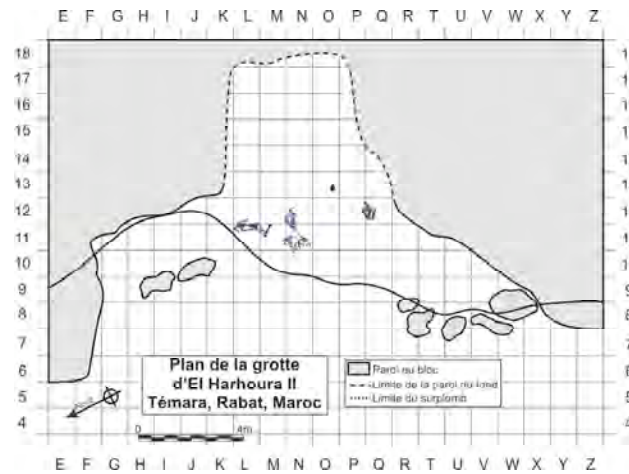 E F G H I J K L M N O P Q R S T U V W X Y Z
18
17
16
15
14
13
12
11
10
9
8
7
6
5
4
Plan de la grotte
d'El Harhoura II
Témara, Rabat, Maroc
0 4m
Paroi ou bloc
Limite de la paroi du fond
Limite du surplomb
E F G H I J K L M N O P Q R S T U V W X Y Z